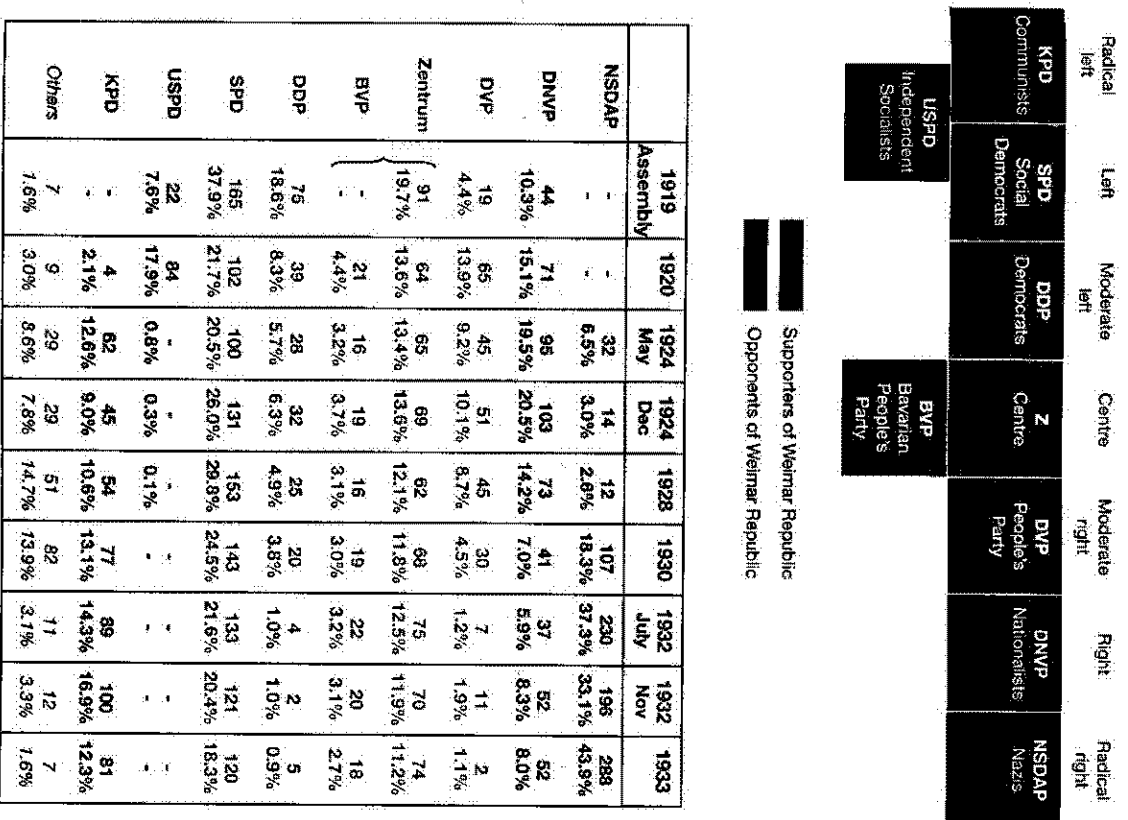 Radical left Left Moderate left Centre Moderate right Right Radical right
KPD Communists
SPD Social Democrats
DDP Democrats
Z Centre
DVP People's Party
DNVP Nationalists
NSDAP Nazis
USPD Independent Socialists
BVP Bavarian People's Party
Supporters of Weimar Republic
Opponents of Weimar Republic
1919 Assembly 1920 1924 May 1924 Dec 1928 1930 1932 July 1932 Nov 1933
NSDAP - - 32 14 12 107 230 196 288
- - 6.5% 3.0% 2.6% 18.3% 37.3% 33.1% 43.9%
DNVP 44 71 95 103 73 41 37 52 52
10.3% 15.1% 19.5% 20.5% 14.2% 7.0% 5.9% 8.3% 8.0%
DVP 19 65 45 51 45 30 7 11 2
4.4% 13.9% 9.2% 10.1% 8.7% 4.5% 1.2% 1.9% 1.1%
Zentrum 91 64 65 69 62 68 75 70 74
19.7% 13.6% 13.4% 13.6% 12.1% 11.8% 12.5% 11.9% 11.2%
BVP - 21 16 19 16 19 22 20 18
- 4.4% 3.2% 3.7% 3.1% 3.0% 3.2% 3.1% 2.7%
DDP 75 39 28 32 25 20 4 2 5
18.6% 8.3% 5.7% 6.3% 4.9% 3.8% 1.0% 1.0% 0.9%
SPD 165 102 100 131 153 143 133 121 120
37.9% 21.7% 20.5% 26.0% 29.8% 24.5% 21.6% 20.4% 18.3%
USPD 22 84 - - - - - - -
7.6% 17.9% 0.8% 0.3% 0.1% - - - -
KPD - 4 62 45 54 77 89 100 81
- 2.1% 12.6% 9.0% 10.6% 13.1% 14.3% 16.9% 12.3%
Others 7 9 29 29 51 82 11 12 7
1.6% 3.0% 8.6% 7.8% 14.7% 13.9% 3.1% 3.3% 1.6%